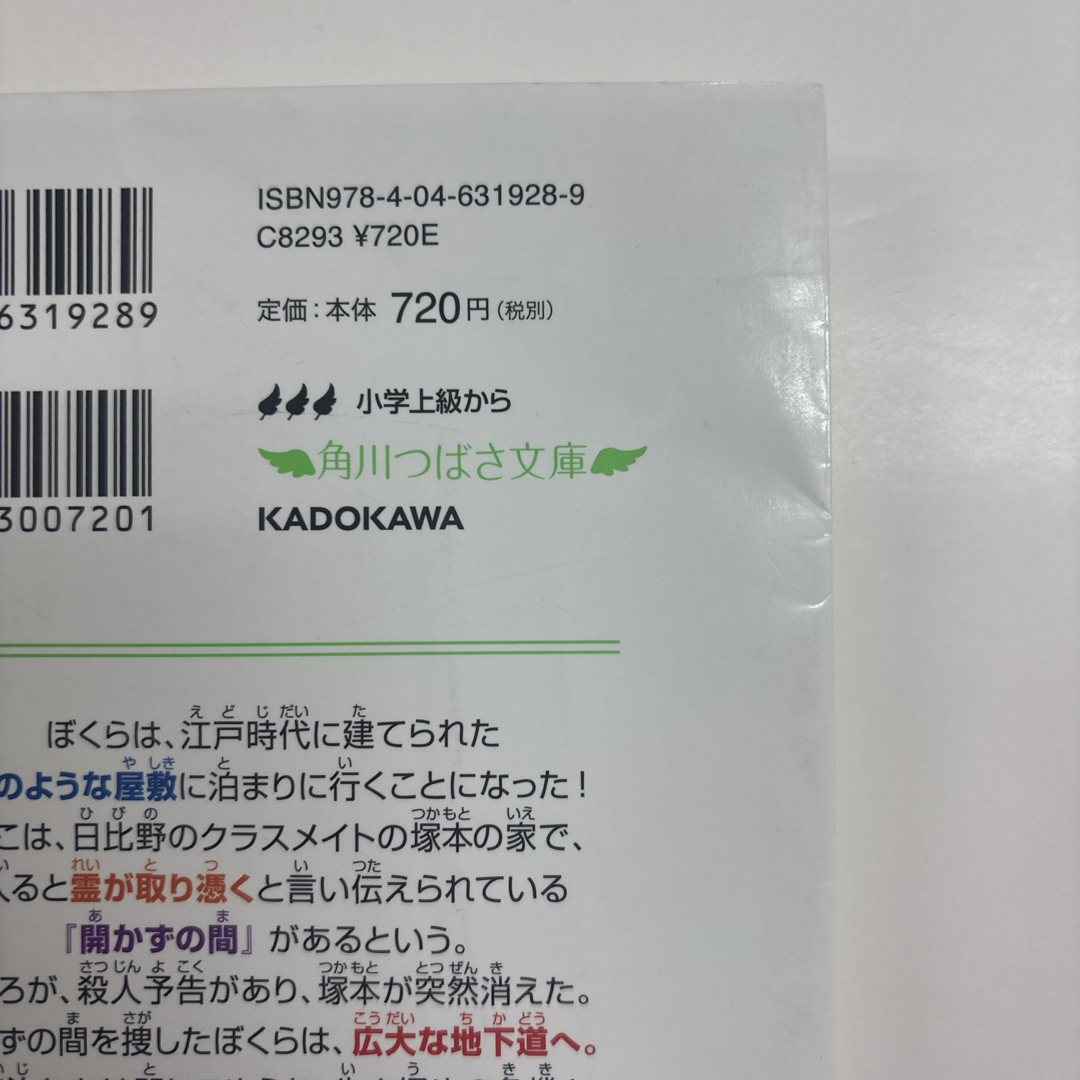 ISBN978-4-04-631928-9
C8293 ¥720E
6319289
定価：本体 720円（税別）
小学上級から
角川つばさ文庫
3007201
KADOKAWA
ぼくらは、江戸時代に建てられた
のような屋敷に泊まりに行くことになった！
こは、日比野のクラスメイトの塚本の家で、
入ると霊が取り憑くと言い伝えられている
『開かずの間』があるという。
ろが、殺人予告があり、塚本が突然消えた。
ずの間を捜したぼくらは、広大な地下道へ。